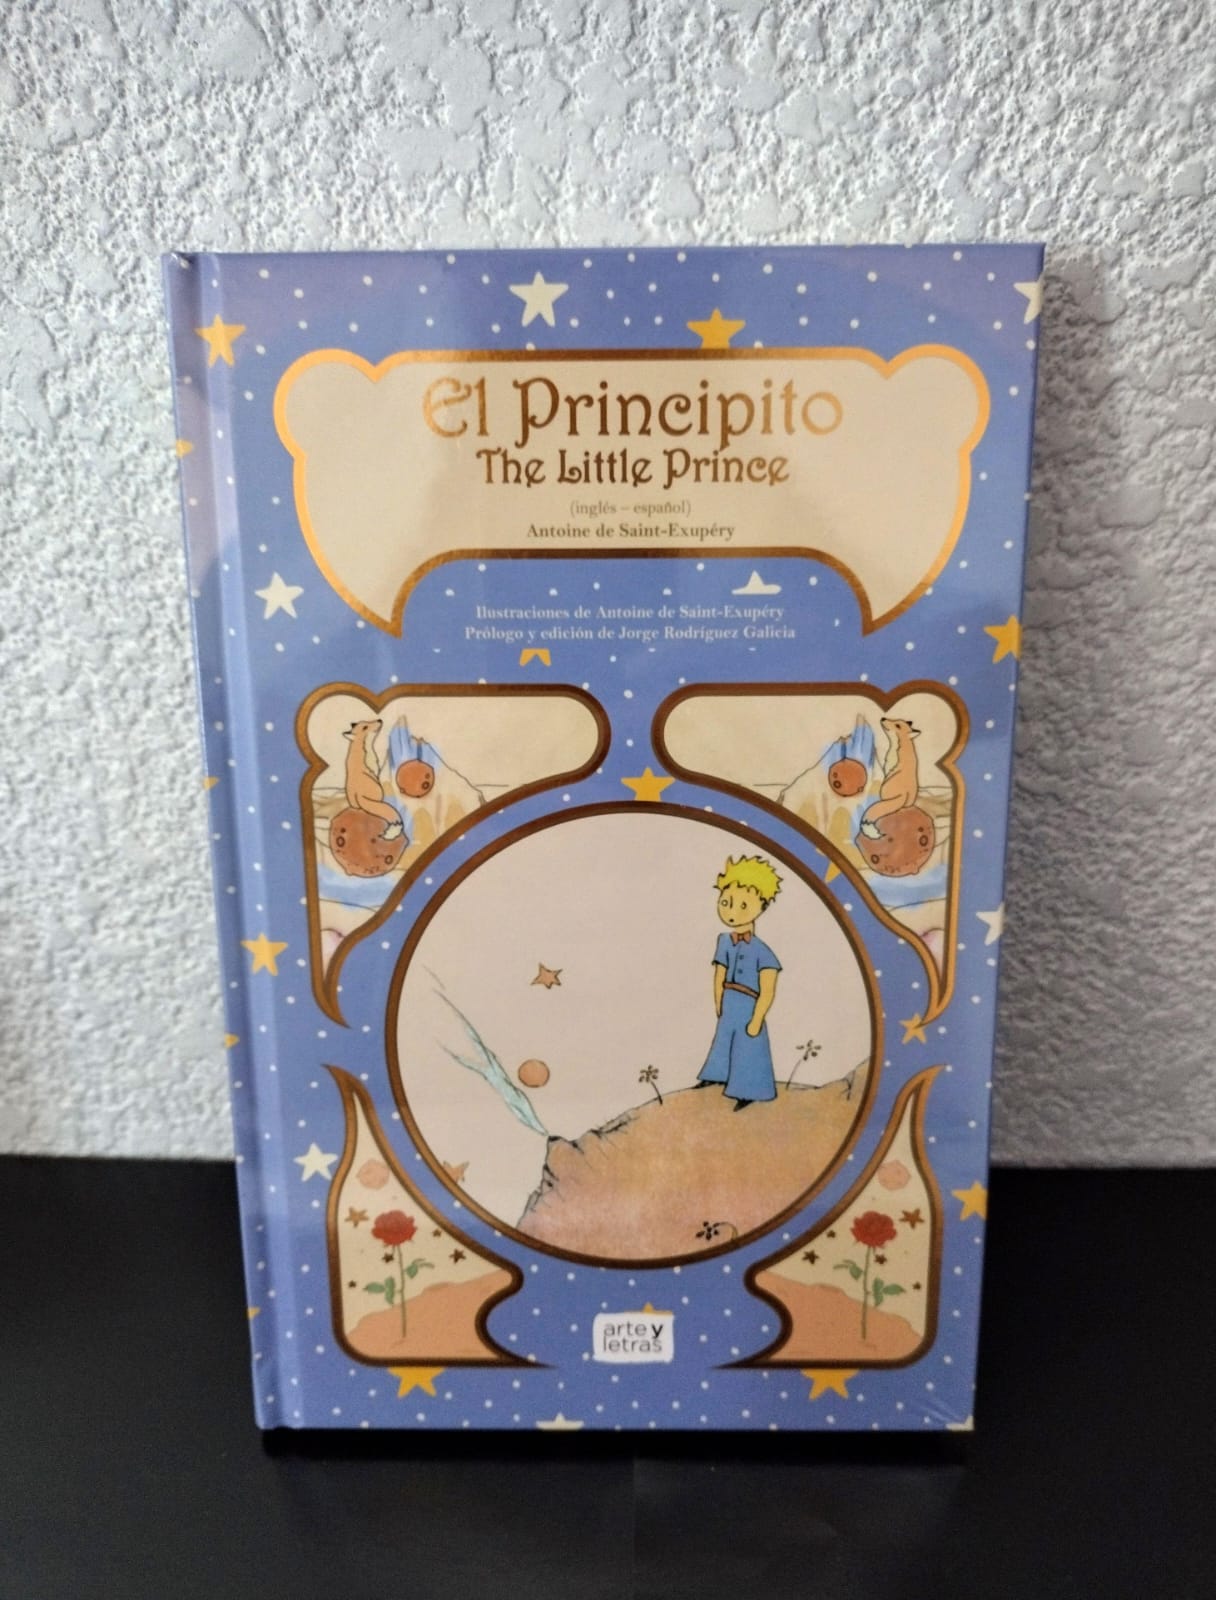 El Principito
The Little Prince
(inglés – español)
Antoine de Saint-Exupéry
Ilustraciones de Antoine de Saint-Exupéry
Prólogo y edición de Jorge Rodríguez Galicia
arte y
letras